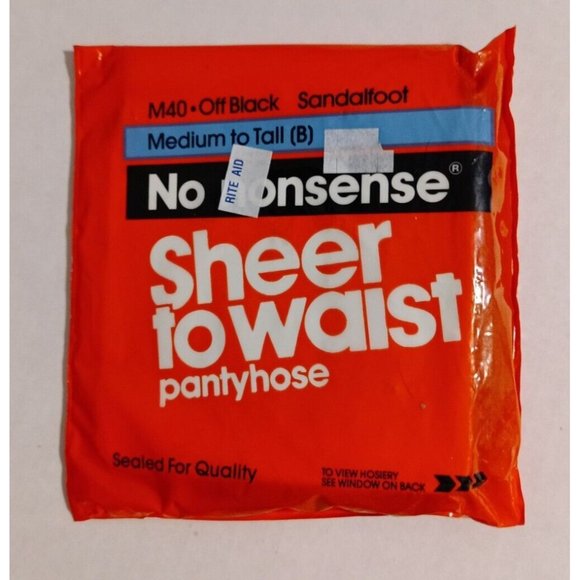 M40 • Off Black Sandalfoot
Medium to Tall (B)
No nonsense®
RITE AID
Sheer
to waist
pantyhose
Sealed For Quality
TO VIEW HOSIERY
SEE WINDOW ON BACK